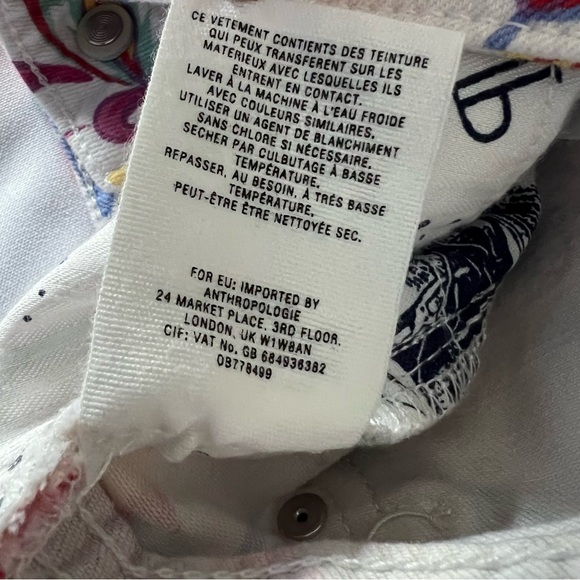 CE VETEMENT CONTIENTS DES TEINTURE
QUI PEUX TRANSFERENT SUR LES
MATERIEUX AVEC LESQUELLES ILS
ENTRENT EN CONTACT.
LAVER À LA MACHINE À L'EAU FROIDE
AVEC COULEURS SIMILAIRES.
UTILISER UN AGENT DE BLANCHIMENT
SANS CHLORE SI NÉCESSAIRE.
SECHER PAR CULBUTAGE À BASSE
TEMPÉRATURE.
REPASSER, AU BESOIN, À TRÈS BASSE
TEMPÉRATURE.
PEUT-ÊTRE ÊTRE NETTOYÉE SEC.
FOR EU: IMPORTED BY
ANTHROPOLOGIE
24 MARKET PLACE, 3RD FLOOR,
LONDON, UK W1W8AN
CIF: VAT No. GB 684936382
OB778499